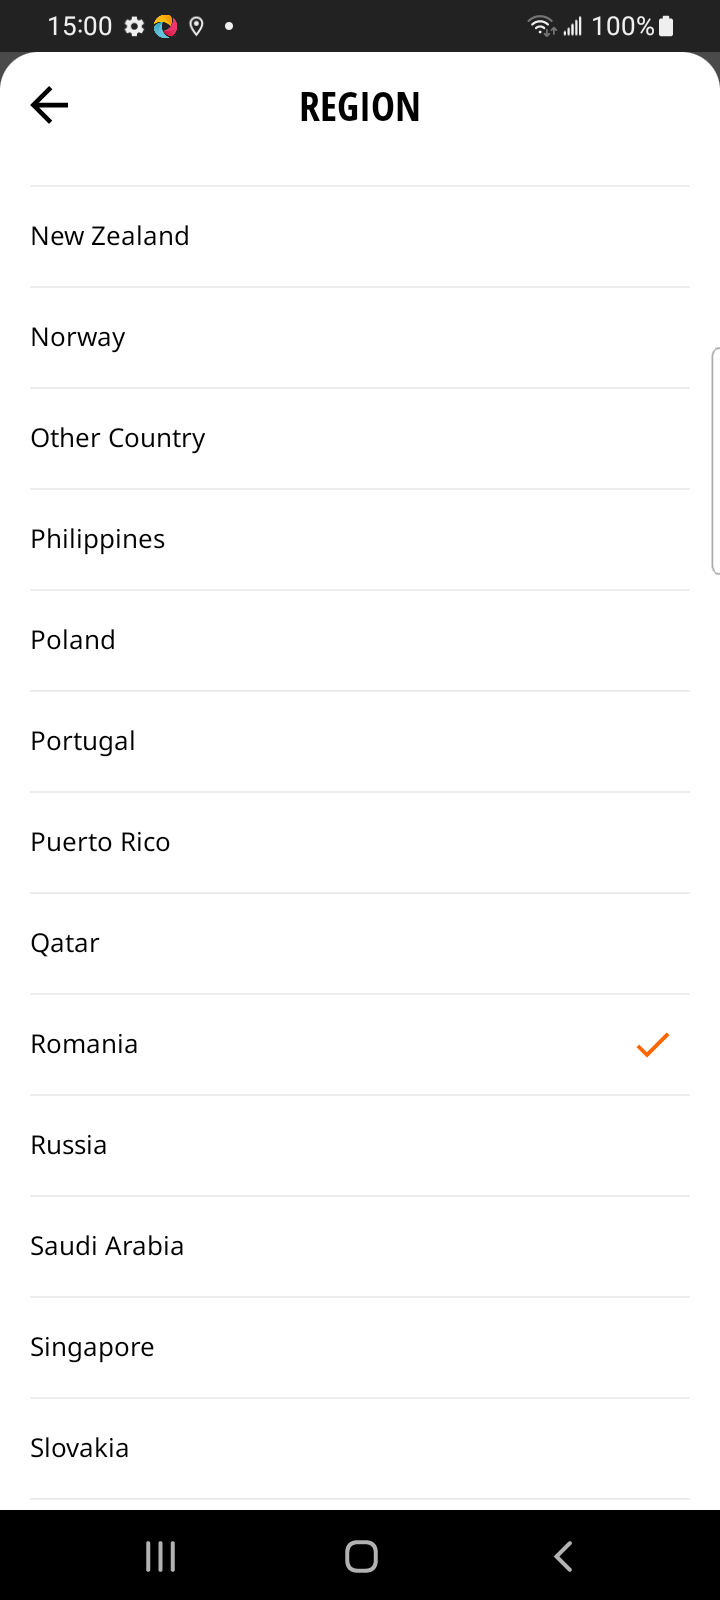 15:00
100%
REGION
New Zealand
Norway
Other Country
Philippines
Poland
Portugal
Puerto Rico
Qatar
Romania
Russia
Saudi Arabia
Singapore
Slovakia